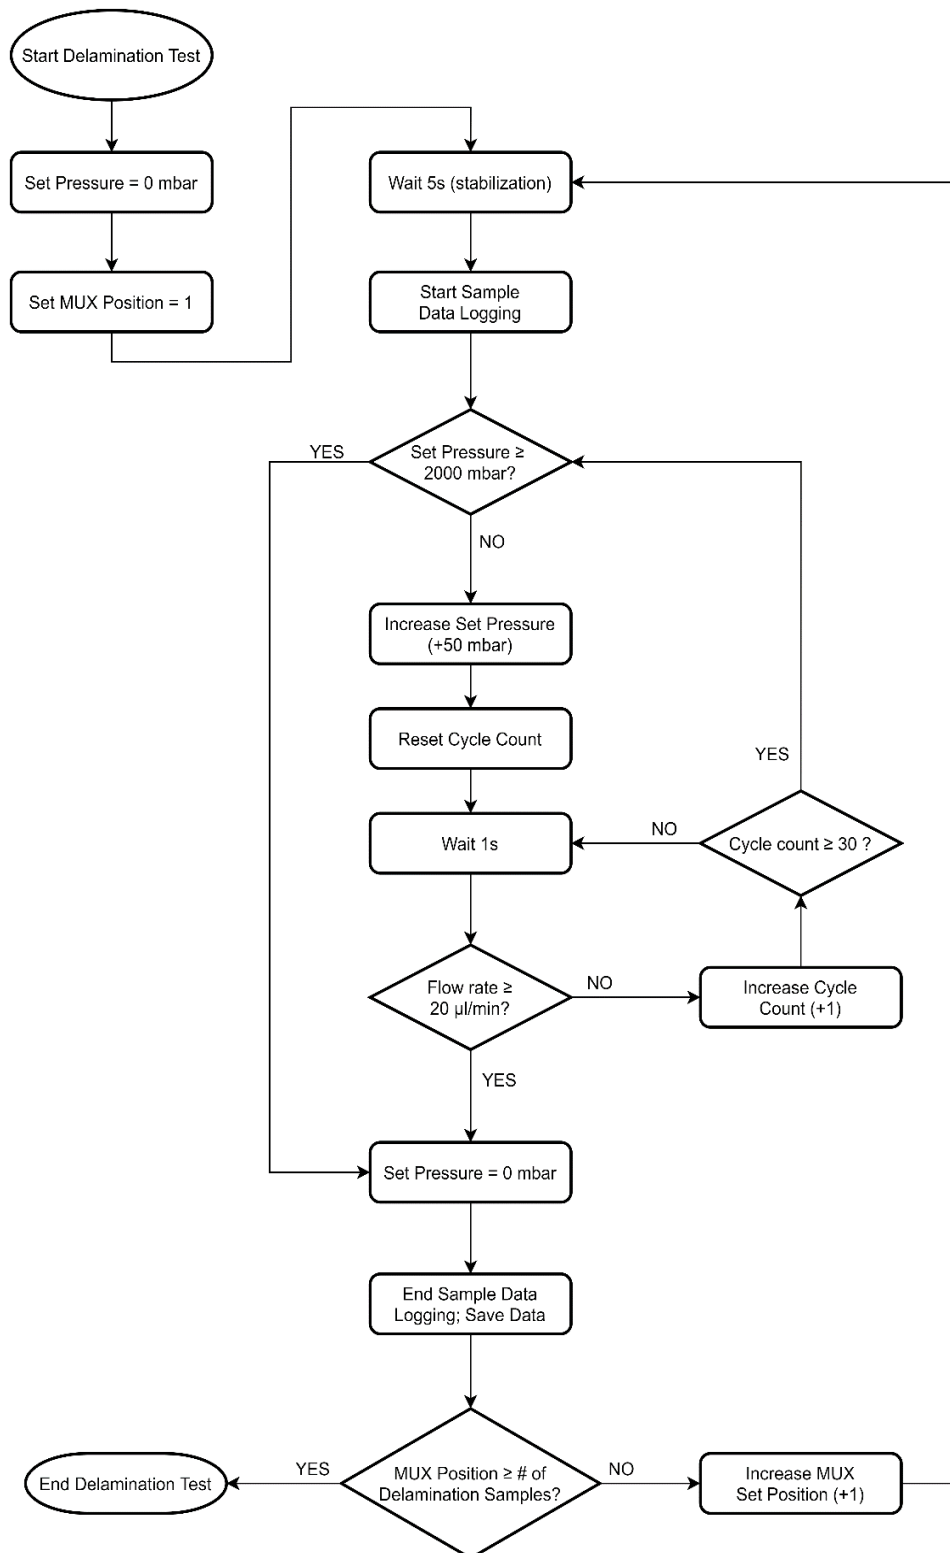 Start Delamination Test
Set Pressure = 0 mbar
Set MUX Position = 1
Wait 5s (stabilization)
Start Sample
Data Logging
Set Pressure ≥
2000 mbar?
YES
NO
Increase Set Pressure
(+50 mbar)
Reset Cycle Count
Wait 1s
Flow rate ≥
20 µl/min?
NO
Increase Cycle
Count (+1)
Cycle count ≥ 30 ?
NO
YES
YES
Set Pressure = 0 mbar
End Sample Data
Logging; Save Data
MUX Position ≥ # of
Delamination Samples?
YES
End Delamination Test
NO
Increase MUX
Set Position (+1)